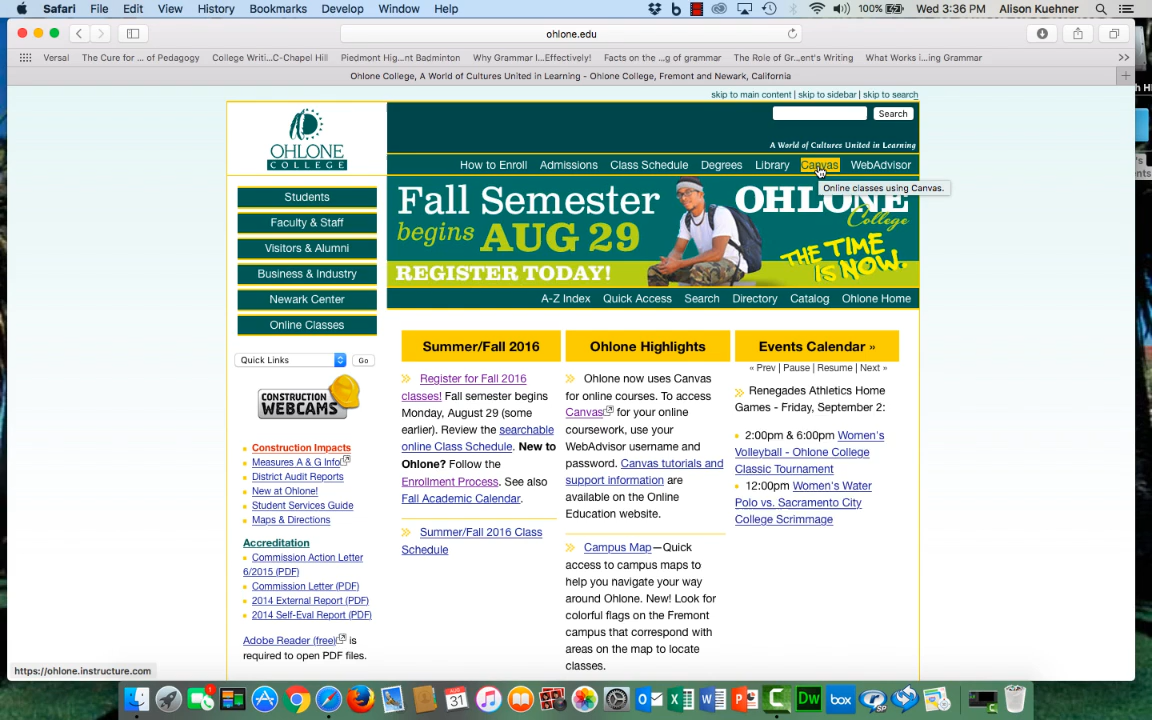 Safari File Edit View History Bookmarks Develop Window Help 100% Wed 3:36 PM Alison Kuehner
ohlone.edu
Versal The Cure for ... of Pedagogy College Writi...C-Chapel Hill Piedmont Hig...nt Badminton Why Grammar I...Effectively! Facts on the ...g of grammar The Role of Gr...ent's Writing What Works i...ing Grammar
Ohlone College, A World of Cultures United in Learning - Ohlone College, Fremont and Newark, California
skip to main content | skip to sidebar | skip to search
Search
OHLONE
COLLEGE
A World of Cultures United in Learning
How to Enroll Admissions Class Schedule Degrees Library Canvas WebAdvisor
Online classes using Canvas.
Students
Faculty & Staff
Visitors & Alumni
Business & Industry
Newark Center
Online Classes
Quick Links Go
CONSTRUCTION
WEBCAMS
Construction Impacts
Measures A & G Info
District Audit Reports
New at Ohlone!
Student Services Guide
Maps & Directions
Accreditation
Commission Action Letter
6/2015 (PDF)
Commission Letter (PDF)
2014 External Report (PDF)
2014 Self-Eval Report (PDF)
Adobe Reader (free) is
required to open PDF files.
Fall Semester
begins AUG 29
REGISTER TODAY!
OHLONE
College
THE TIME
IS NOW.
A-Z Index Quick Access Search Directory Catalog Ohlone Home
Summer/Fall 2016
Register for Fall 2016
classes! Fall semester begins
Monday, August 29 (some
earlier). Review the searchable
online Class Schedule. New to
Ohlone? Follow the
Enrollment Process. See also
Fall Academic Calendar.
Summer/Fall 2016 Class
Schedule
Ohlone Highlights
Ohlone now uses Canvas
for online courses. To access
Canvas for your online
coursework, use your
WebAdvisor username and
password. Canvas tutorials and
support information are
available on the Online
Education website.
Campus Map—Quick
access to campus maps to
help you navigate your way
around Ohlone. New! Look for
colorful flags on the Fremont
campus that correspond with
areas on the map to locate
classes.
Events Calendar »
« Prev | Pause | Resume | Next »
Renegades Athletics Home
Games - Friday, September 2:
2:00pm & 6:00pm Women's
Volleyball - Ohlone College
Classic Tournament
12:00pm Women's Water
Polo vs. Sacramento City
College Scrimmage
https://ohlone.instructure.com
AUG
31
Dw
box
SP